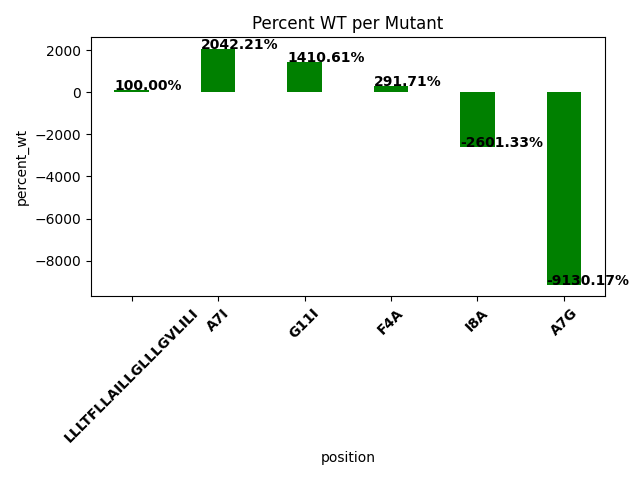 Percent WT per Mutant
percent_wt
2000
0
−2000
−4000
−6000
−8000
100.00%
2042.21%
1410.61%
291.71%
-2601.33%
-9130.17%
LLLTFLLAILLGLLLGVLILI
A7I
G11I
F4A
I8A
A7G
position